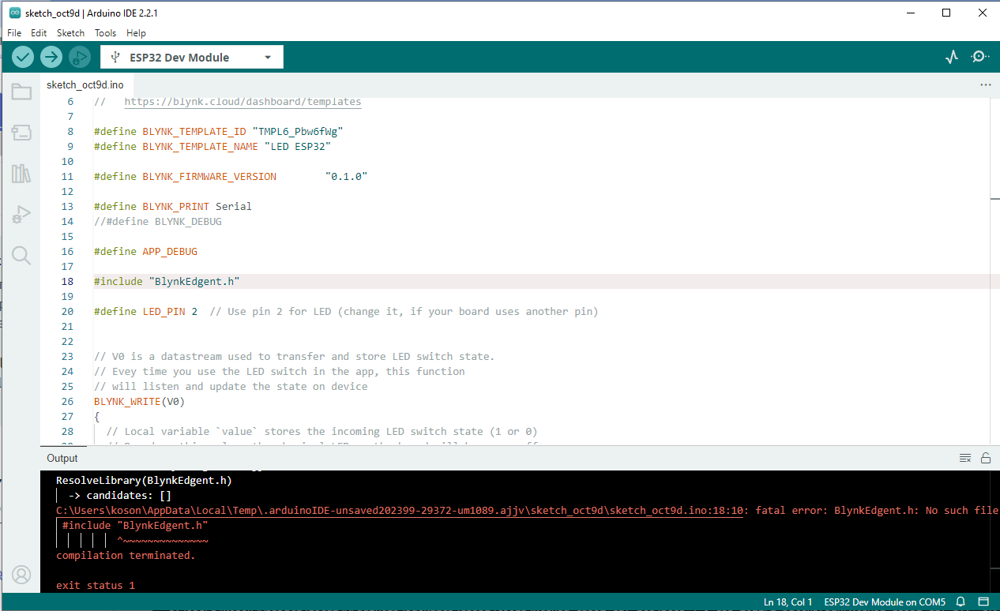 sketch_oct9d | Arduino IDE 2.2.1
File Edit Sketch Tools Help
ESP32 Dev Module
sketch_oct9d.ino
6 // https://blynk.cloud/dashboard/templates
7
8 #define BLYNK_TEMPLATE_ID "TMPL6_Pbw6fWg"
9 #define BLYNK_TEMPLATE_NAME "LED ESP32"
10
11 #define BLYNK_FIRMWARE_VERSION "0.1.0"
12
13 #define BLYNK_PRINT Serial
14 //#define BLYNK_DEBUG
15
16 #define APP_DEBUG
17
18 #include "BlynkEdgent.h"
19
20 #define LED_PIN 2 // Use pin 2 for LED (change it, if your board uses another pin)
21
22
23 // V0 is a datastream used to transfer and store LED switch state.
24 // Evey time you use the LED switch in the app, this function
25 // will listen and update the state on device
26 BLYNK_WRITE(V0)
27 {
28 // Local variable `value` stores the incoming LED switch state (1 or 0)
Output
ResolveLibrary(BlynkEdgent.h)
-> candidates: []
C:\Users\koson\AppData\Local\Temp\.arduinoIDE-unsaved202399-29372-um1089.ajjv\sketch_oct9d\sketch_oct9d.ino:18:10: fatal error: BlynkEdgent.h: No such file
#include "BlynkEdgent.h"
^~~~~~~~~~~~~~~
compilation terminated.
exit status 1
Ln 18, Col 1 ESP32 Dev Module on COM5